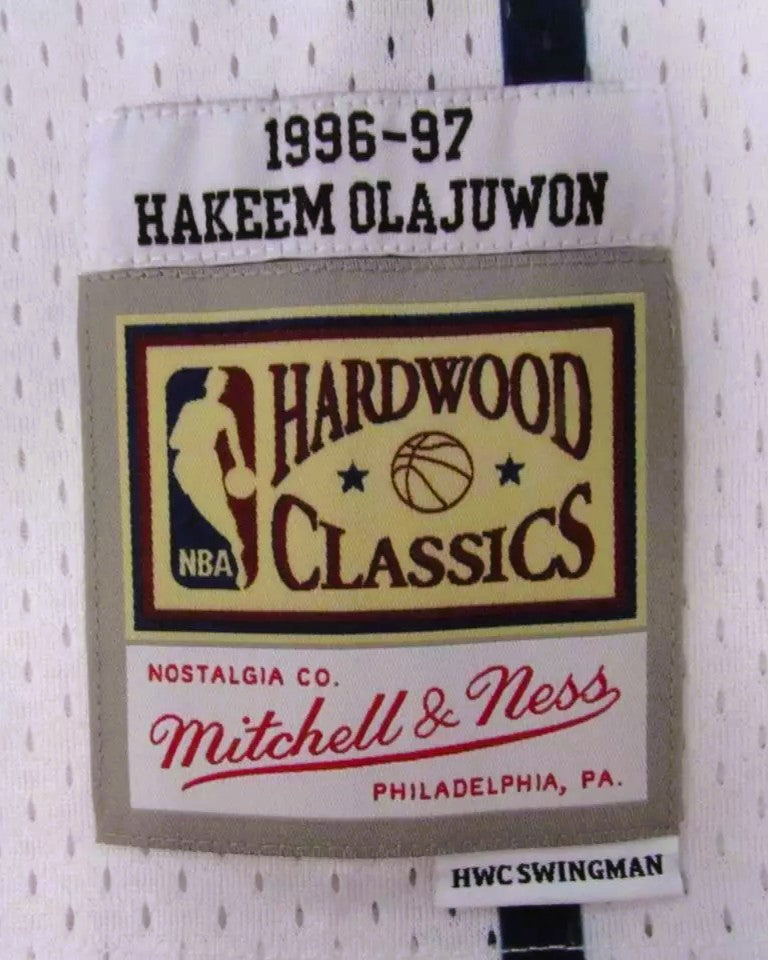 1996-97
HAKEEM OLAJUWON
HARDWOOD
CLASSICS
NBA
NOSTALGIA CO.
Mitchell & Ness
PHILADELPHIA, PA.
HWC SWINGMAN